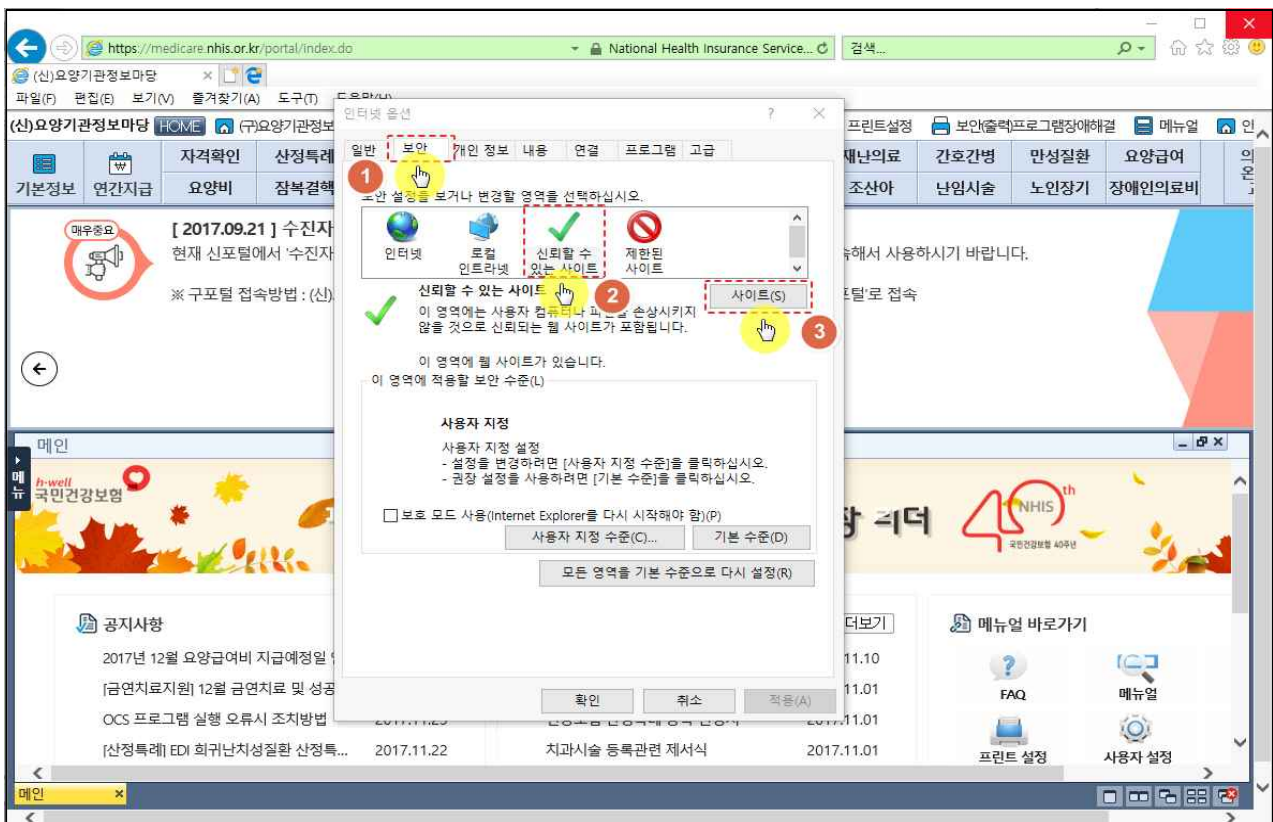 https://medicare.nhis.or.kr/portal/index.do
National Health Insurance Service...
검색...
(신)요양기관정보마당
파일(F) 편집(E) 보기(V) 즐겨찾기(A) 도구(T)
(신)요양기관정보마당 HOME (구)요양기관정보
프린트설정 보안(출력)프로그램장애해결 메뉴얼 인
기본정보 연간지급
자격확인 산정특례
요양비
재난의료 간호간병 만성질환 요양급여
조산아 난임시술 노인장기 장애인의료비
매우중요
[ 2017.09.21 ] 수진자
현재 신포털에서 '수진자
속해서 사용하시기 바랍니다.
※ 구포털 접속방법 : (신)
포털'로 접속
인터넷 옵션
일반 보안 개인 정보 내용 연결 프로그램 고급
1
보안 설정을 보거나 변경할 영역을 선택하십시오.
인터넷
로컬
인트라넷
신뢰할 수
있는 사이트
제한된
사이트
신뢰할 수 있는 사이트
2
사이트(S)
3
이 영역에는 사용자 컴퓨터나 파일을 손상시키지
않을 것으로 신뢰되는 웹 사이트가 포함됩니다.
이 영역에 웹 사이트가 있습니다.
이 영역에 적용할 보안 수준(L)
사용자 지정
사용자 지정 설정
- 설정을 변경하려면 [사용자 지정 수준]을 클릭하십시오.
- 권장 설정을 사용하려면 [기본 수준]을 클릭하십시오.
보호 모드 사용(Internet Explorer를 다시 시작해야 함)(P)
사용자 지정 수준(C)... 기본 수준(D)
모든 영역을 기본 수준으로 다시 설정(R)
확인 취소 적용(A)
메인
메뉴
h-well
국민건강보험
리더
40th
NHIS
국민건강보험 40주년
공지사항
2017년 12월 요양급여비 지급예정일
[금연치료지원] 12월 금연치료 및 성공
OCS 프로그램 실행 오류시 조치방법
[산정특례] EDI 희귀난치성질환 산정특... 2017.11.22
더보기
11.10
11.01
2017.11.01
치과시술 등록관련 제서식 2017.11.01
메뉴얼 바로가기
FAQ 메뉴얼
프린트 설정 사용자 설정
메인